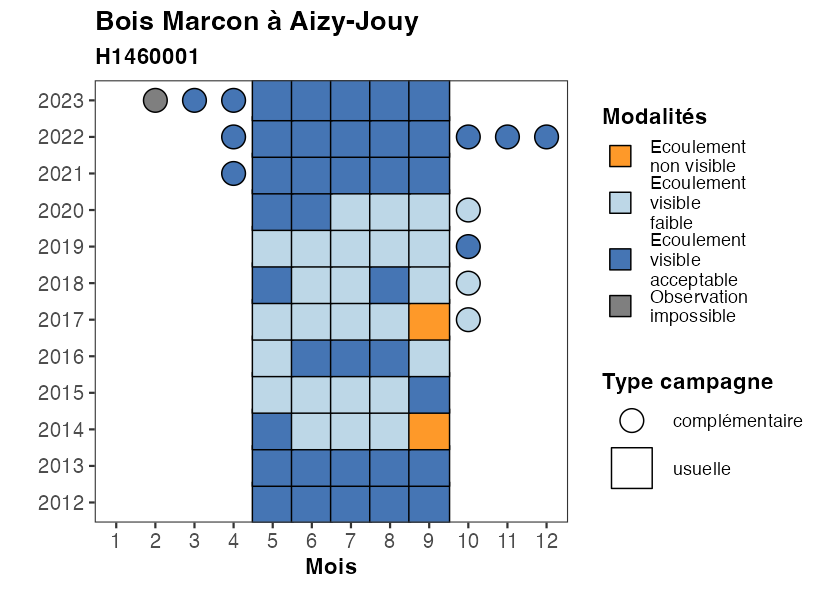 Bois Marcon à Aizy-Jouy
H1460001
2023
2022
2021
2020
2019
2018
2017
2016
2015
2014
2013
2012
1 2 3 4 5 6 7 8 9 10 11 12
Mois
Modalités
Ecoulement
non visible
Ecoulement
visible
faible
Ecoulement
visible
acceptable
Observation
impossible
Type campagne
complémentaire
usuelle